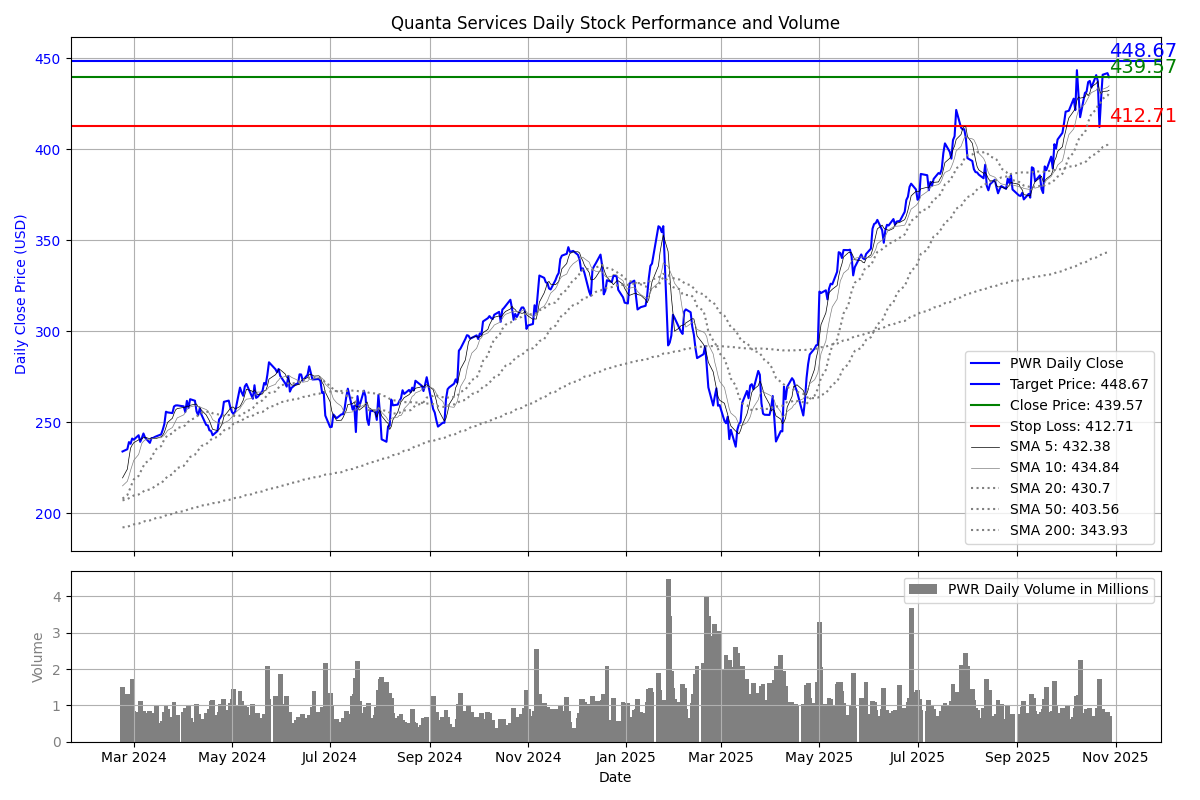 Quanta Services Daily Stock Performance and Volume
448.67
439.57
412.71
450
400
350
300
250
200
Daily Close Price (USD)
PWR Daily Close
Target Price: 448.67
Close Price: 439.57
Stop Loss: 412.71
SMA 5: 432.38
SMA 10: 434.84
SMA 20: 430.7
SMA 50: 403.56
SMA 200: 343.93
PWR Daily Volume in Millions
4
3
2
1
0
Volume
Mar 2024
May 2024
Jul 2024
Sep 2024
Nov 2024
Jan 2025
Mar 2025
May 2025
Jul 2025
Sep 2025
Nov 2025
Date